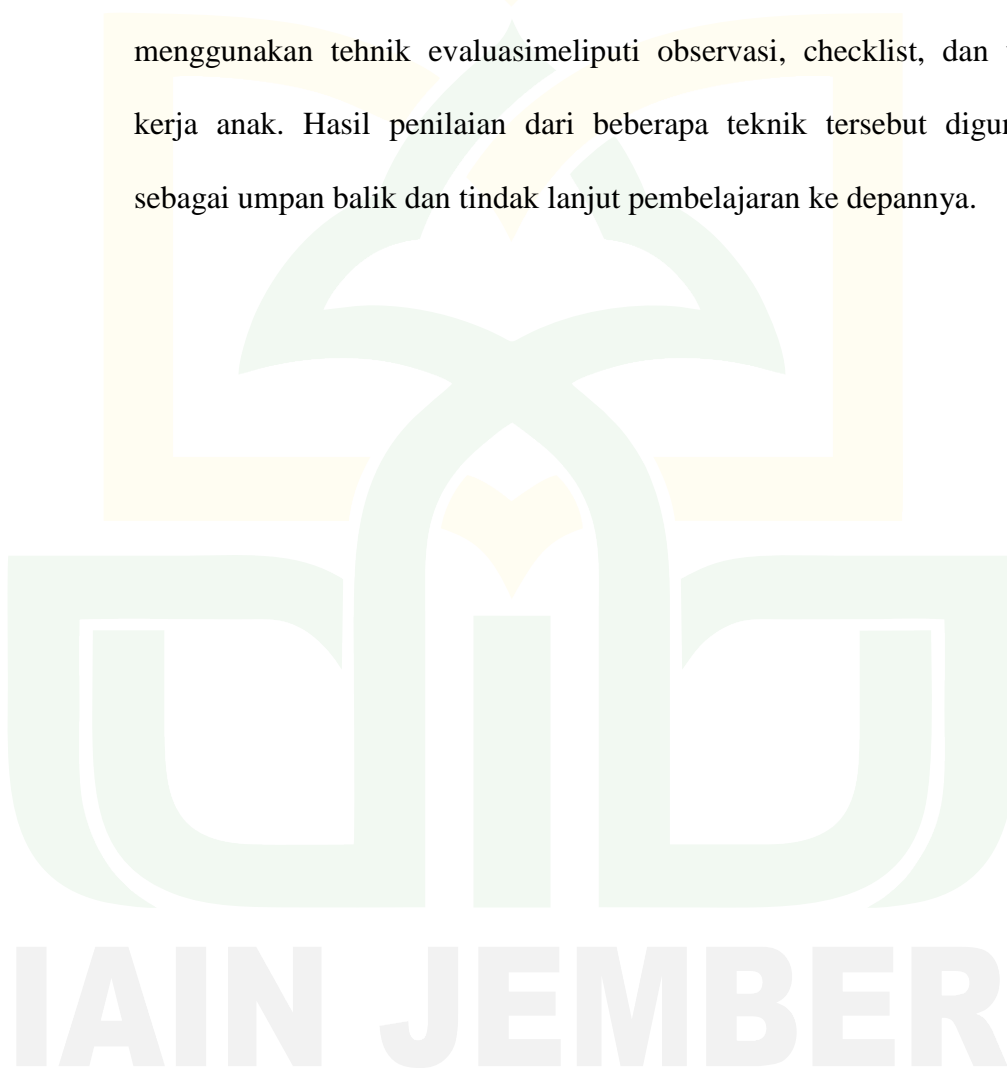 menggunakan tehnik evaluasimeliputi observasi, checklist, dan
kerja anak. Hasil penilaian dari beberapa teknik tersebut
sebagai umpan balik dan tindak lanjut pembelajaran ke depannya.
IAIN JEMBER